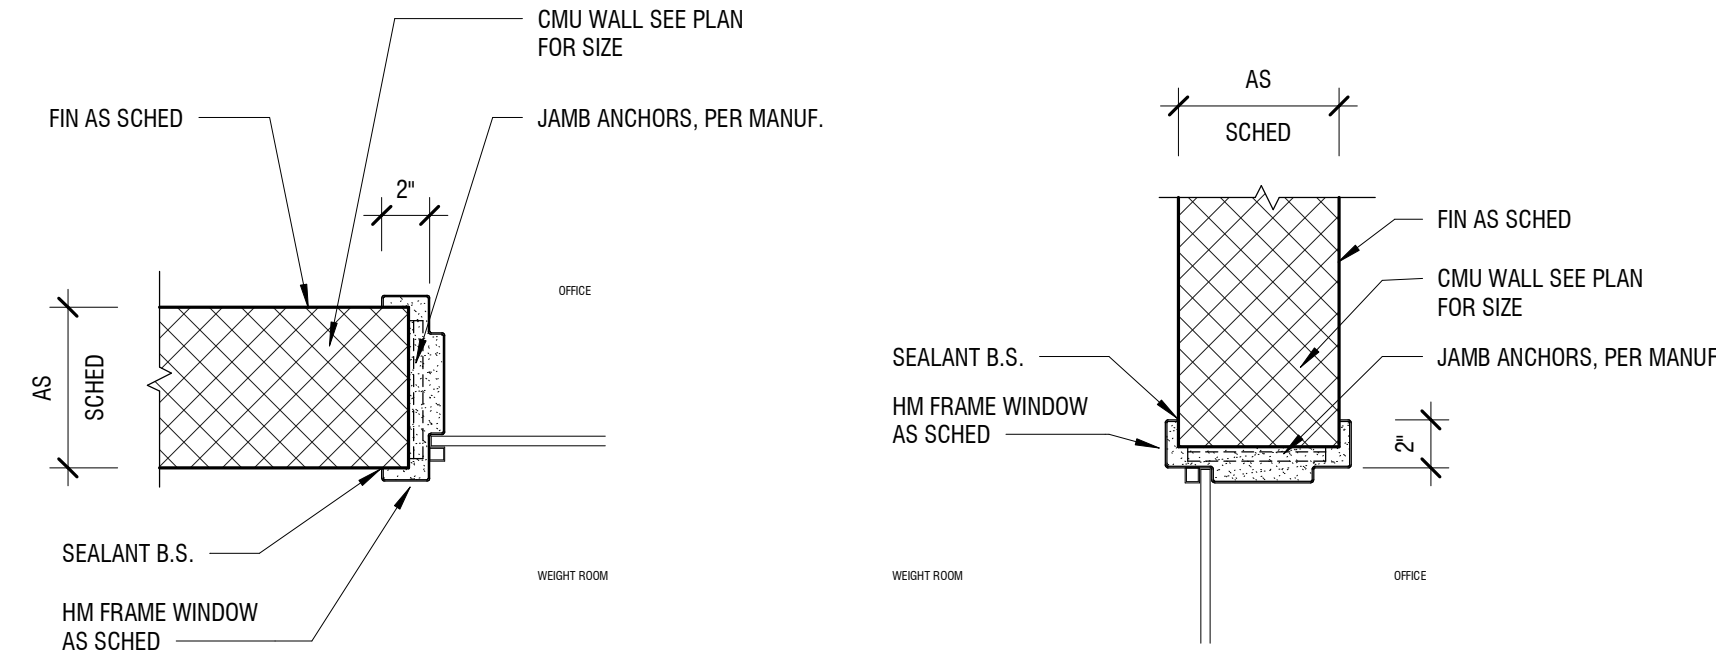 CMU WALL SEE PLAN
FOR SIZE
FIN AS SCHED
JAMB ANCHORS, PER MANUF.
2"
OFFICE
AS
SCHED
SEALANT B.S.
WEIGHT ROOM
HM FRAME WINDOW
AS SCHED
AS
SCHED
FIN AS SCHED
CMU WALL SEE PLAN
FOR SIZE
SEALANT B.S.
JAMB ANCHORS, PER MANUF
HM FRAME WINDOW
AS SCHED
2"
WEIGHT ROOM
OFFICE